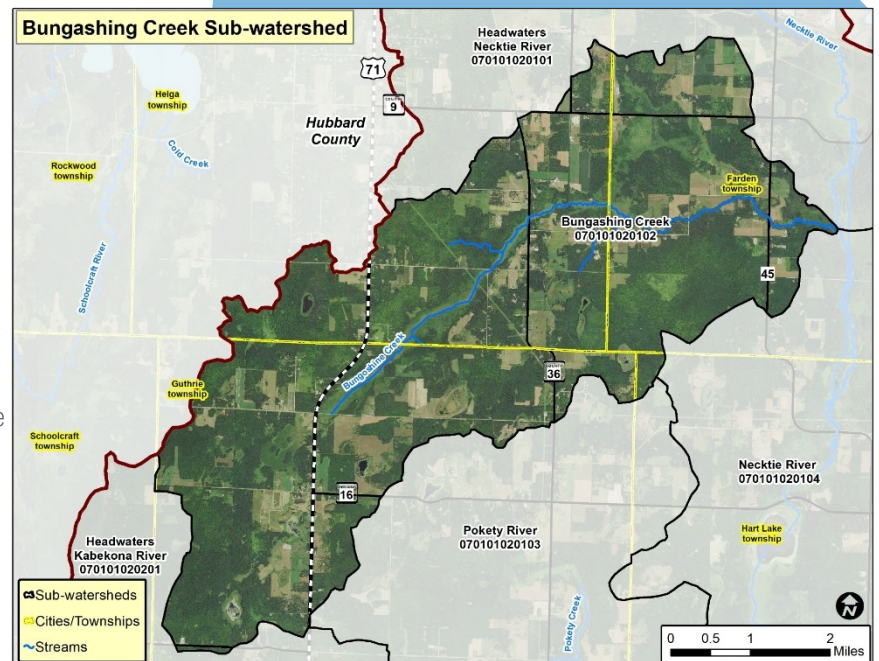 Bungashing Creek Sub-watershed
Headwaters
Necktie River
070101020101
Necktie River
71
9
Helga
township
Hubbard
County
Cold Creek
Rockwood
township
Farden
township
Bungashing Creek
070101020102
Schoolcraft River
45
Bungoshine Creek
36
Guthrie
township
Schoolcraft
township
Necktie River
070101020104
16
Pokety River
070101020103
Hart Lake
township
Headwaters
Kabekona River
070101020201
Pokety Creek
Sub-watersheds
Cities/Townships
Streams
N
0 0.5 1 2
Miles
e